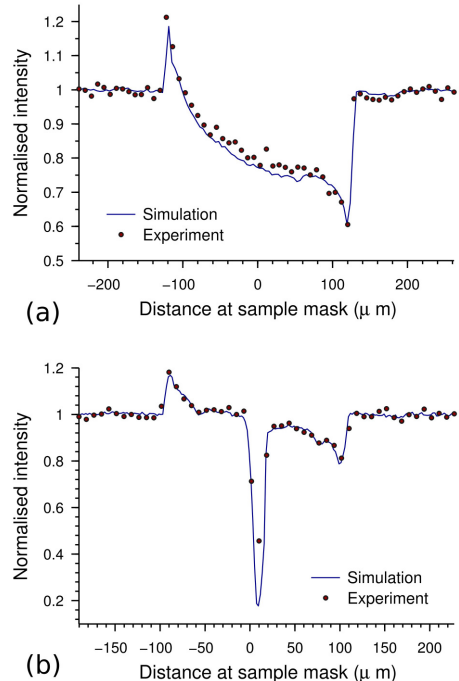 1.2
1.1
1
0.9
0.8
0.7
0.6
0.5
Normalised intensity
Simulation
Experiment
−200 −100 0 100 200
Distance at sample mask (μ m)
(a)
1.2
1
0.8
0.6
0.4
0.2
Normalised intensity
Simulation
Experiment
−150 −100 −50 0 50 100 150 200
Distance at sample mask (μ m)
(b)